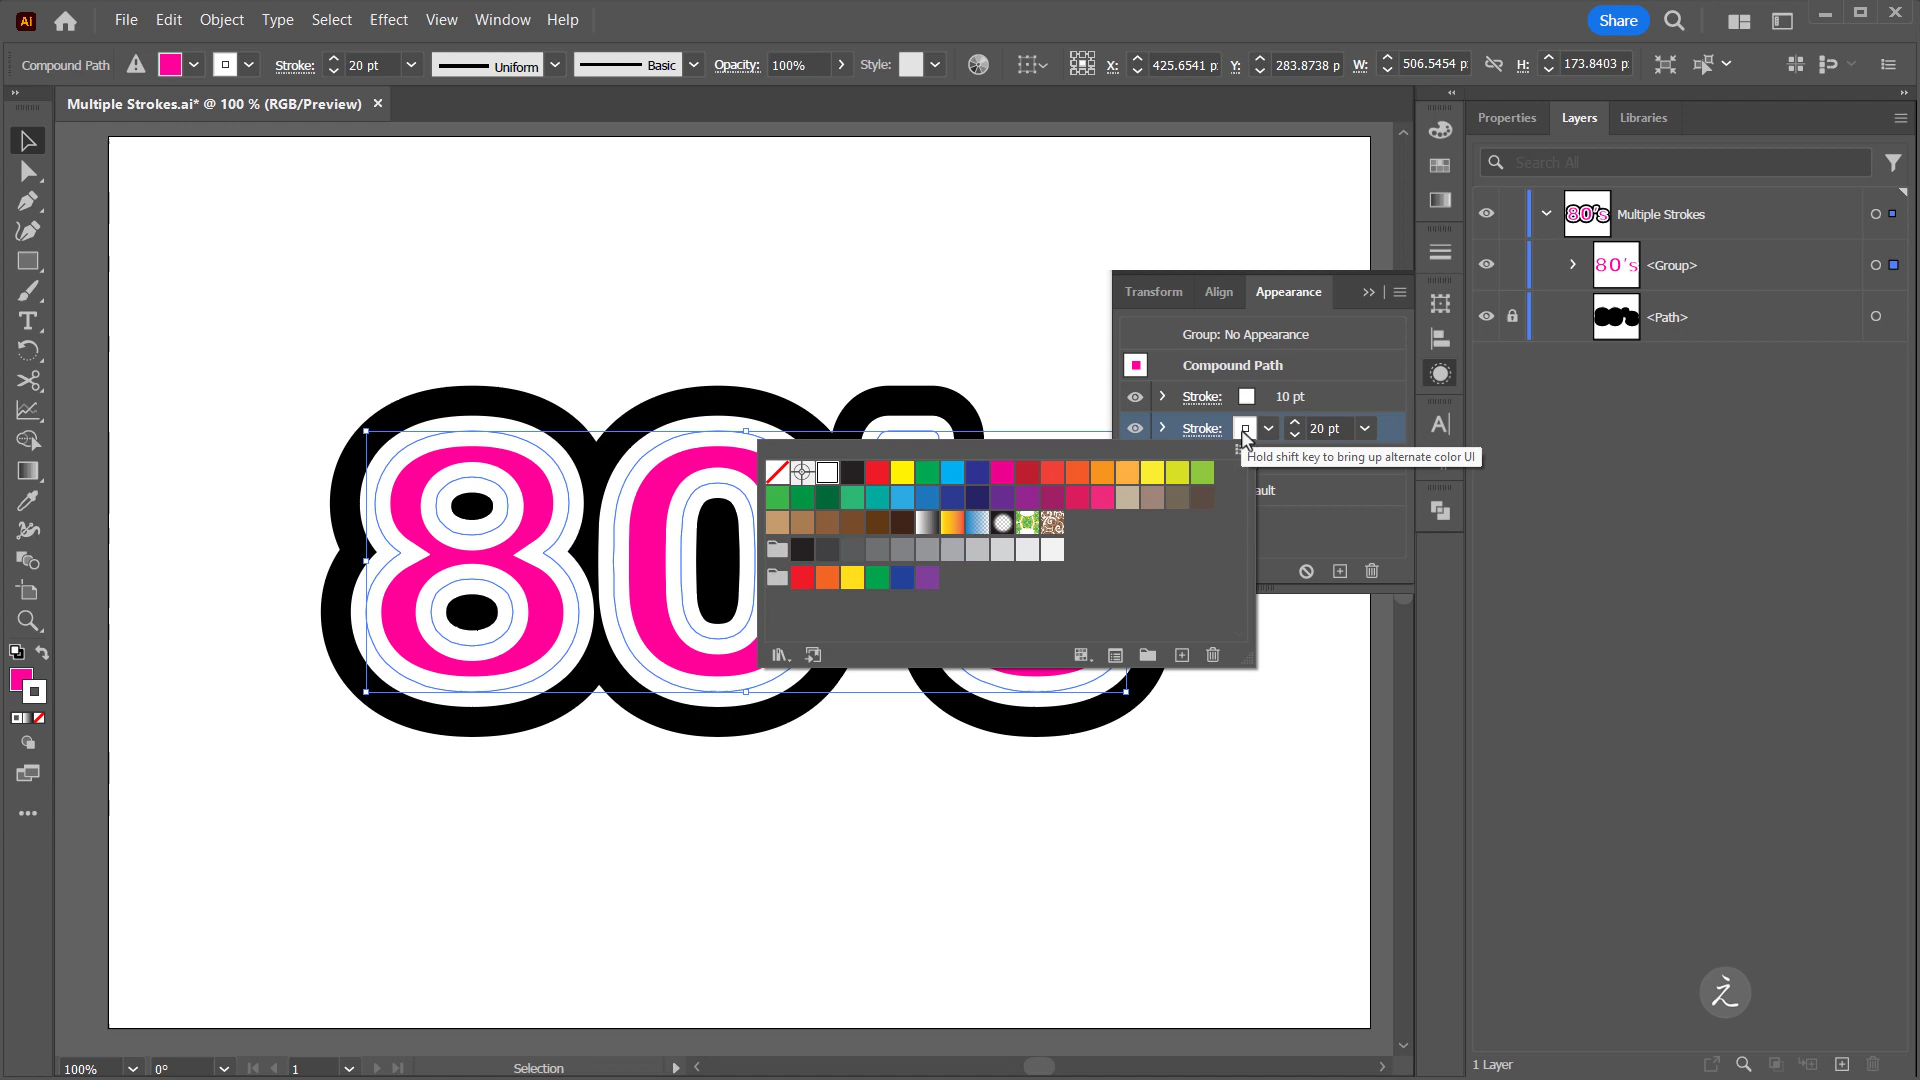 Ai File Edit Object Type Select Effect View Window Help Share
Compound Path Stroke: 20 pt Uniform Basic Opacity: 100% Style: X: 425.6541 p Y: 283.8738 p W: 506.5454 p H: 173.8403 p
Multiple Strokes.ai* @ 100 % (RGB/Preview)
Properties Layers Libraries
Search All
Multiple Strokes
<Group>
<Path>
Transform Align Appearance
Group: No Appearance
Compound Path
Stroke: 10 pt
Stroke: 20 pt
Hold shift key to bring up alternate color UI
ault
80's
之
100% 0° 1 Selection
1 Layer